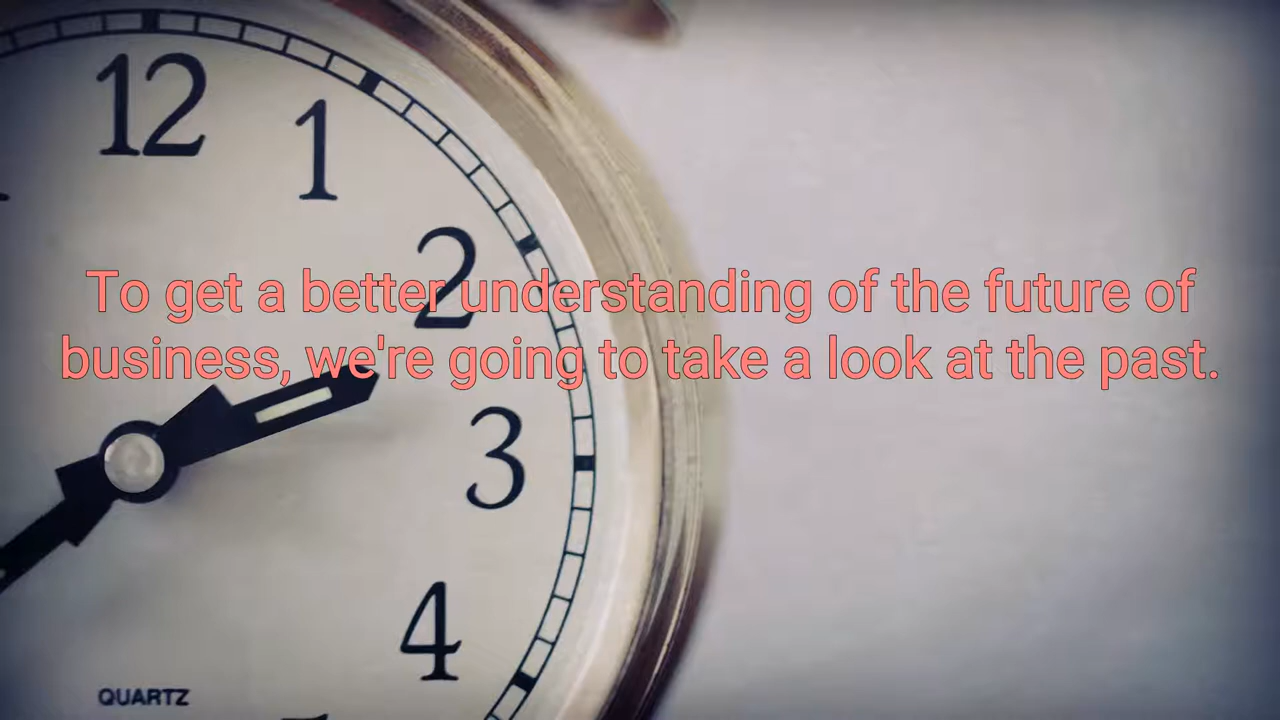 12
1
2
To get a better understanding of the future of
business, we're going to take a look at the past.
3
4
QUARTZ